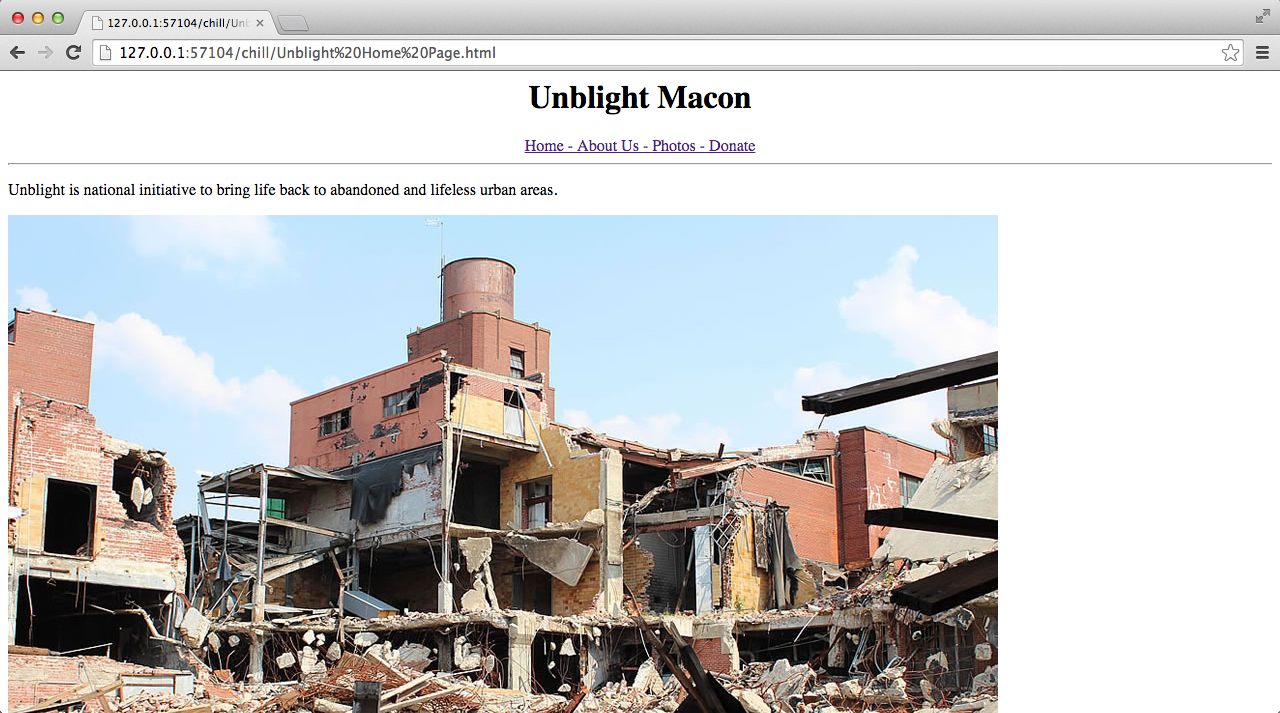 127.0.0.1:57104/chill/Unb
127.0.0.1:57104/chill/Unblight%20Home%20Page.html
Unblight Macon
Home - About Us - Photos - Donate
Unblight is national initiative to bring life back to abandoned and lifeless urban areas.